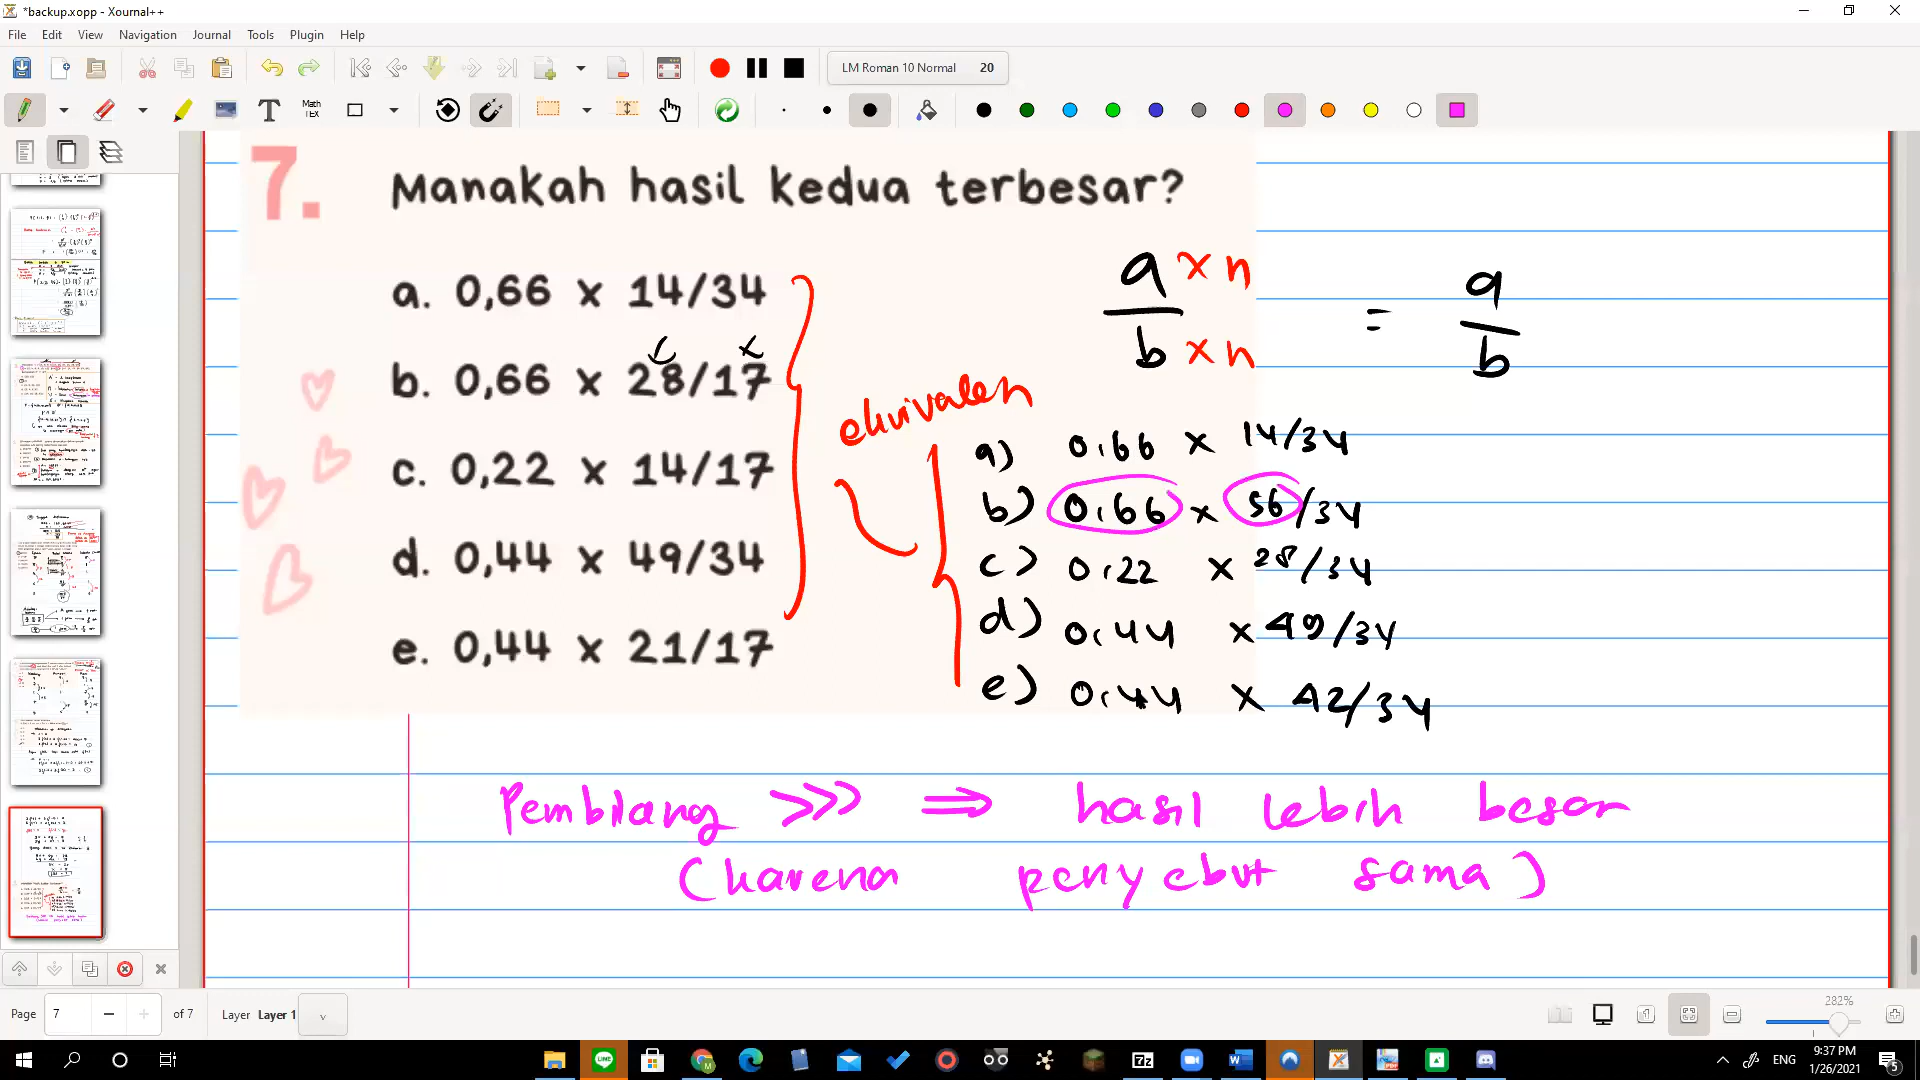 *backup.xopp - Xournal++
File Edit View Navigation Journal Tools Plugin Help
LM Roman 10 Normal 20
Math TEX
7. Manakah hasil kedua terbesar?
a. 0,66 x 14/34
b. 0,66 x 28/17
c. 0,22 x 14/17
d. 0,44 x 49/34
e. 0,44 x 21/17
a x n
b x n
= a
b
ekuivalen
a) 0,66 x 14/34
b) 0,66 x 56/34
c) 0,22 x 28/34
d) 0,44 x 49/34
e) 0,44 x 42/34
Pembilang >>> ⇒ hasil lebih besar
(karena penyebut sama)
Page 7 of 7 Layer Layer 1
282%
ENG 9:37 PM
1/26/2021